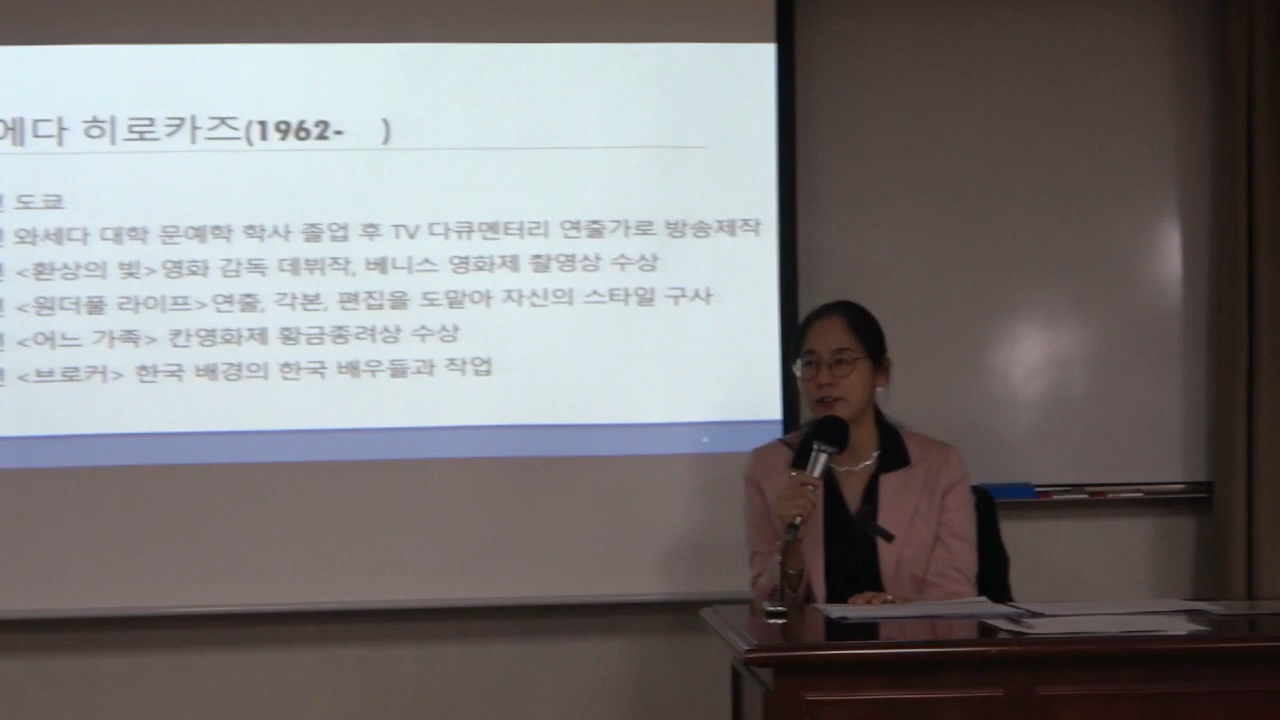 에다 히로카즈(1962-    )
도쿄
와세다 대학 문예학 학사 졸업 후 TV 다큐멘터리 연출가로 방송제작
<환상의 빛>영화 감독 데뷔작, 베니스 영화제 촬영상 수상
<원더풀 라이프>연출, 각본, 편집을 도맡아 자신의 스타일 구사
<어느 가족> 칸영화제 황금종려상 수상
<브로커> 한국 배경의 한국 배우들과 작업